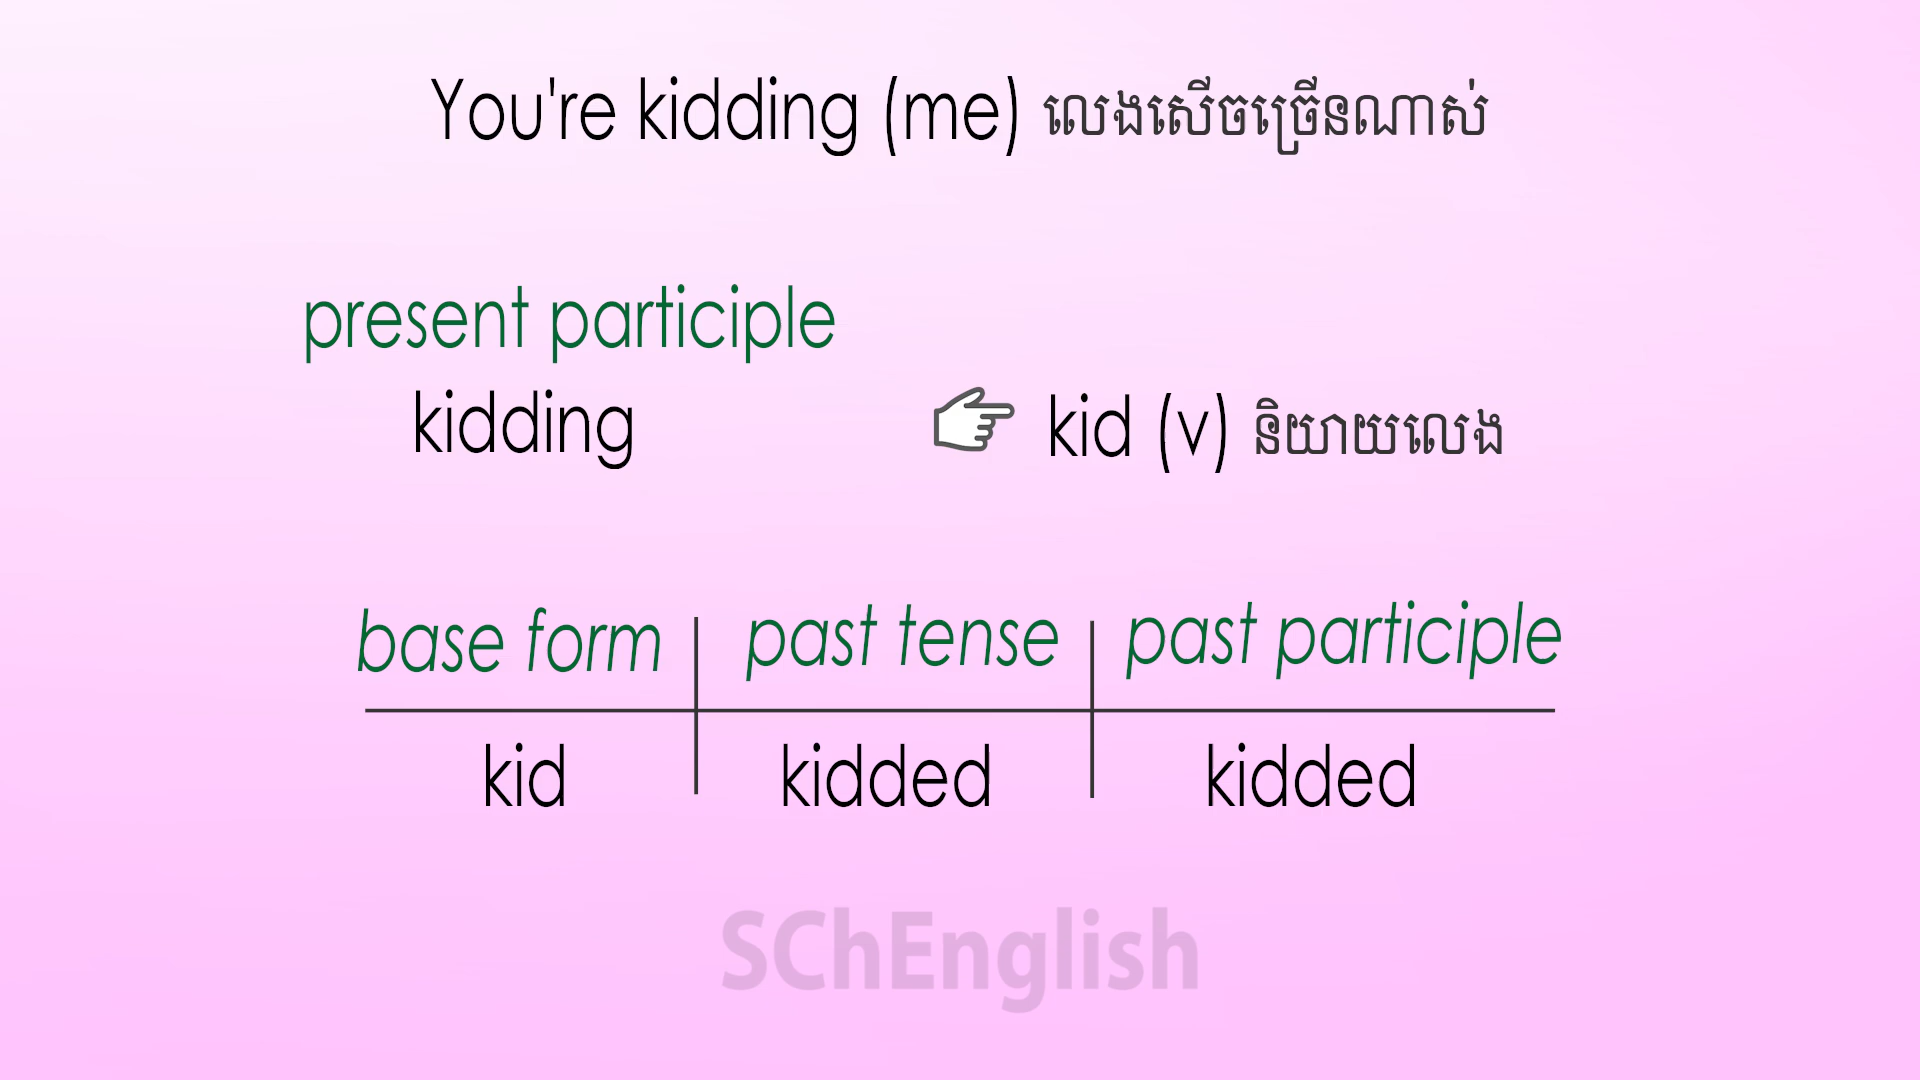 You're kidding (me) លេងសើចច្រើនណាស់
present participle
kidding
kid (v) និយាយលេង
base form | past tense | past participle
kid | kidded | kidded
SChEnglish